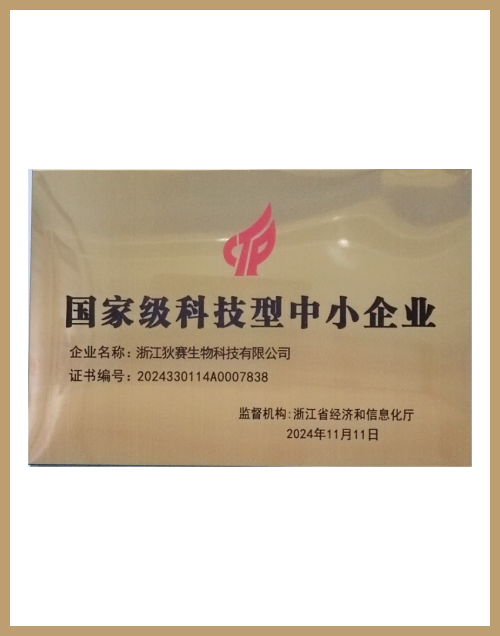 国家级科技型中小企业
企业名称：浙江狄赛生物科技有限公司
证书编号：2024330114A0007838
监督机构:浙江省经济和信息化厅
2024年11月11日